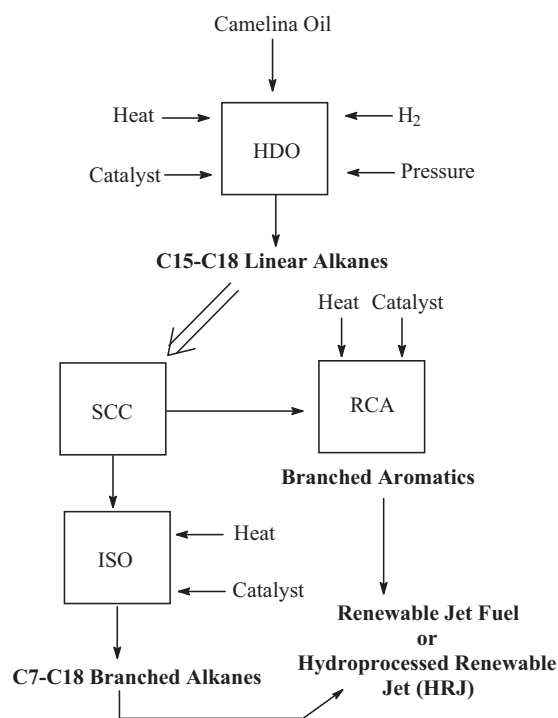 Camelina Oil
Heat
H2
HDO
Catalyst
Pressure
C15-C18 Linear Alkanes
Heat
Catalyst
SCC
RCA
Branched Aromatics
ISO
Heat
Catalyst
Renewable Jet Fuel
or
Hydroprocessed Renewable
Jet (HRJ)
C7-C18 Branched Alkanes